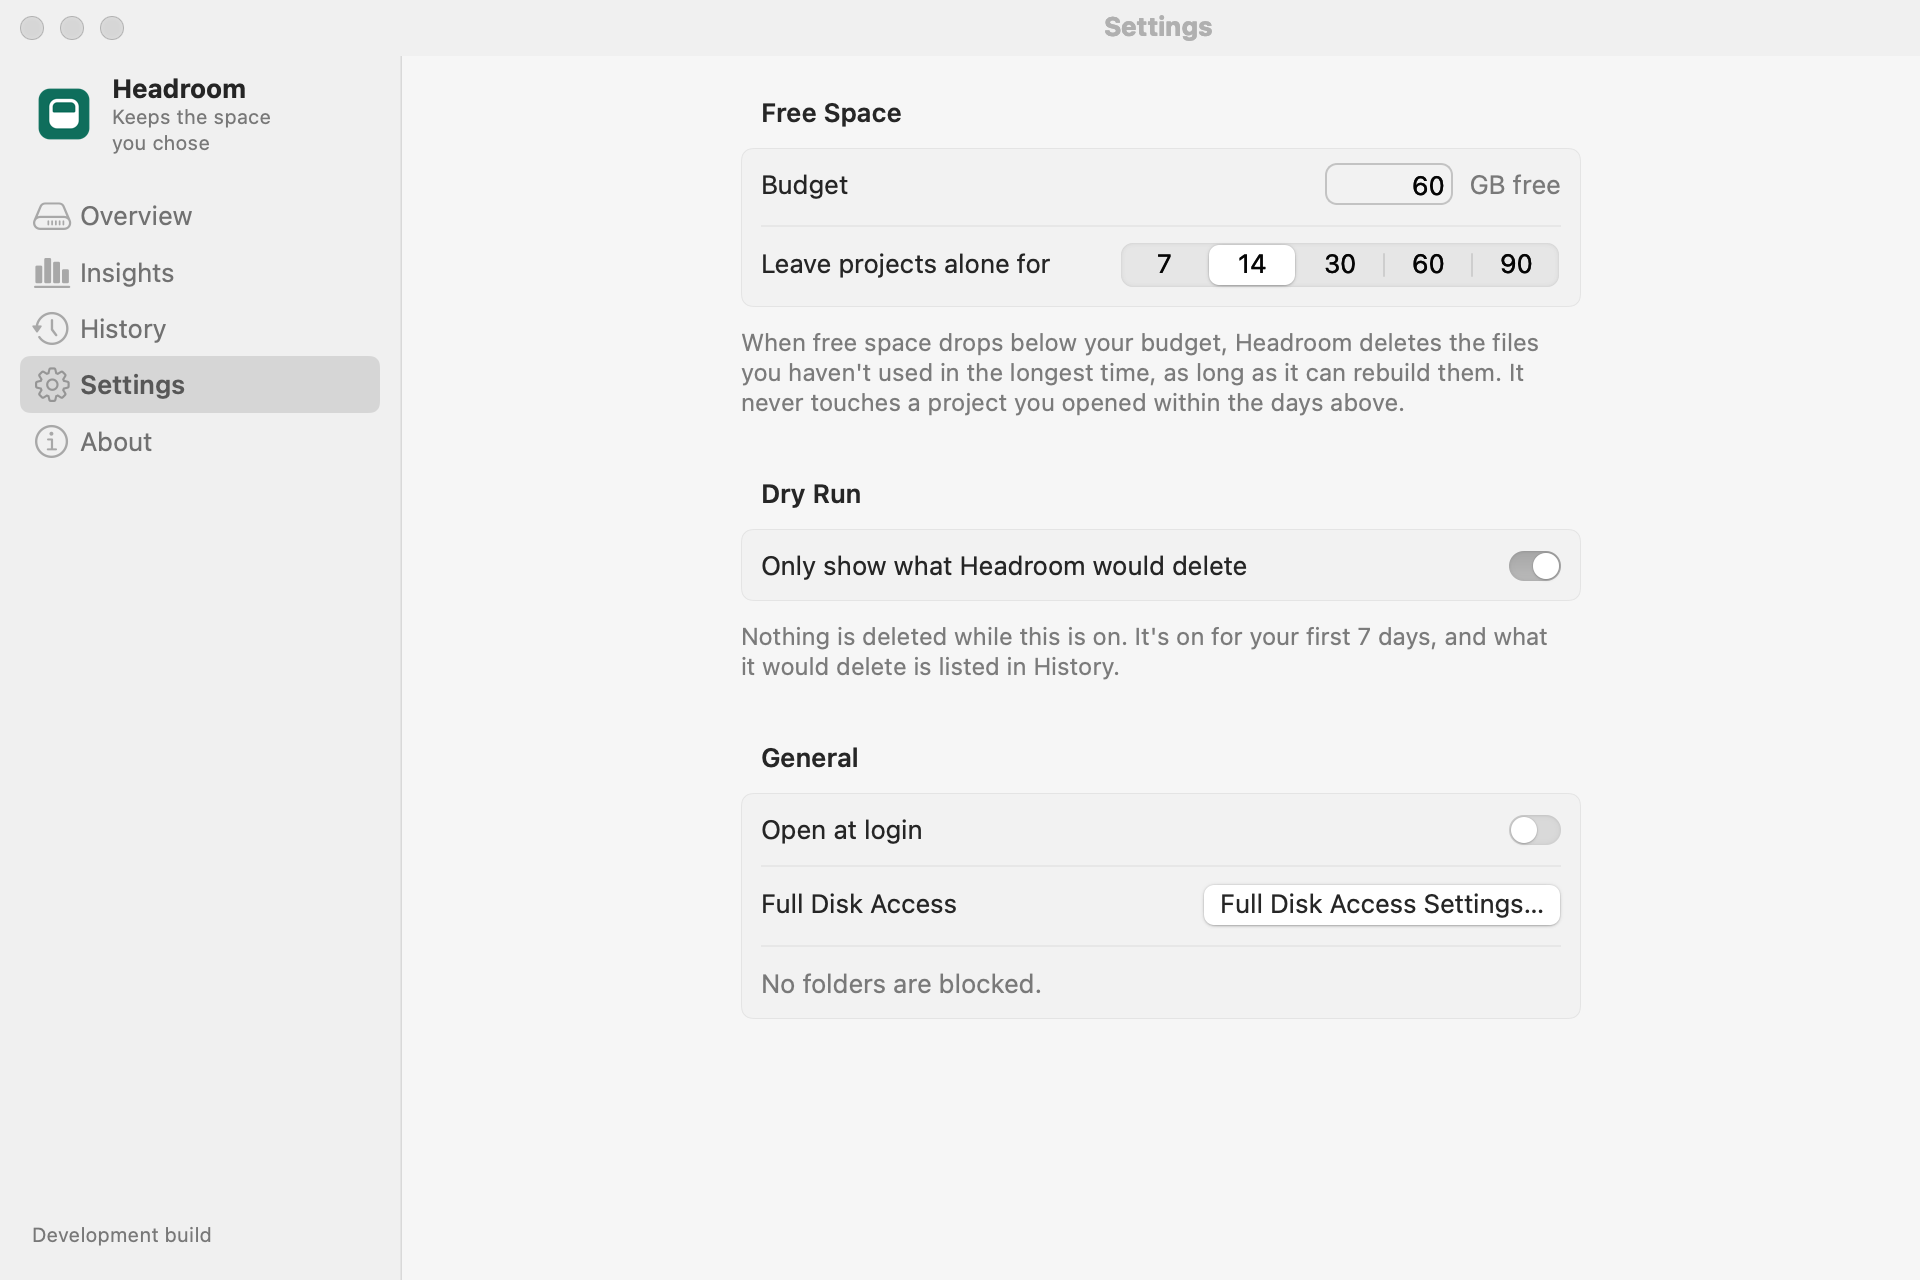 Settings
Headroom
Keeps the space
you chose
Overview
Insights
History
Settings
About
Development build
Free Space
Budget 60 GB free
Leave projects alone for 7 14 30 60 90
When free space drops below your budget, Headroom deletes the files
you haven't used in the longest time, as long as it can rebuild them. It
never touches a project you opened within the days above.
Dry Run
Only show what Headroom would delete
Nothing is deleted while this is on. It's on for your first 7 days, and what
it would delete is listed in History.
General
Open at login
Full Disk Access Full Disk Access Settings...
No folders are blocked.